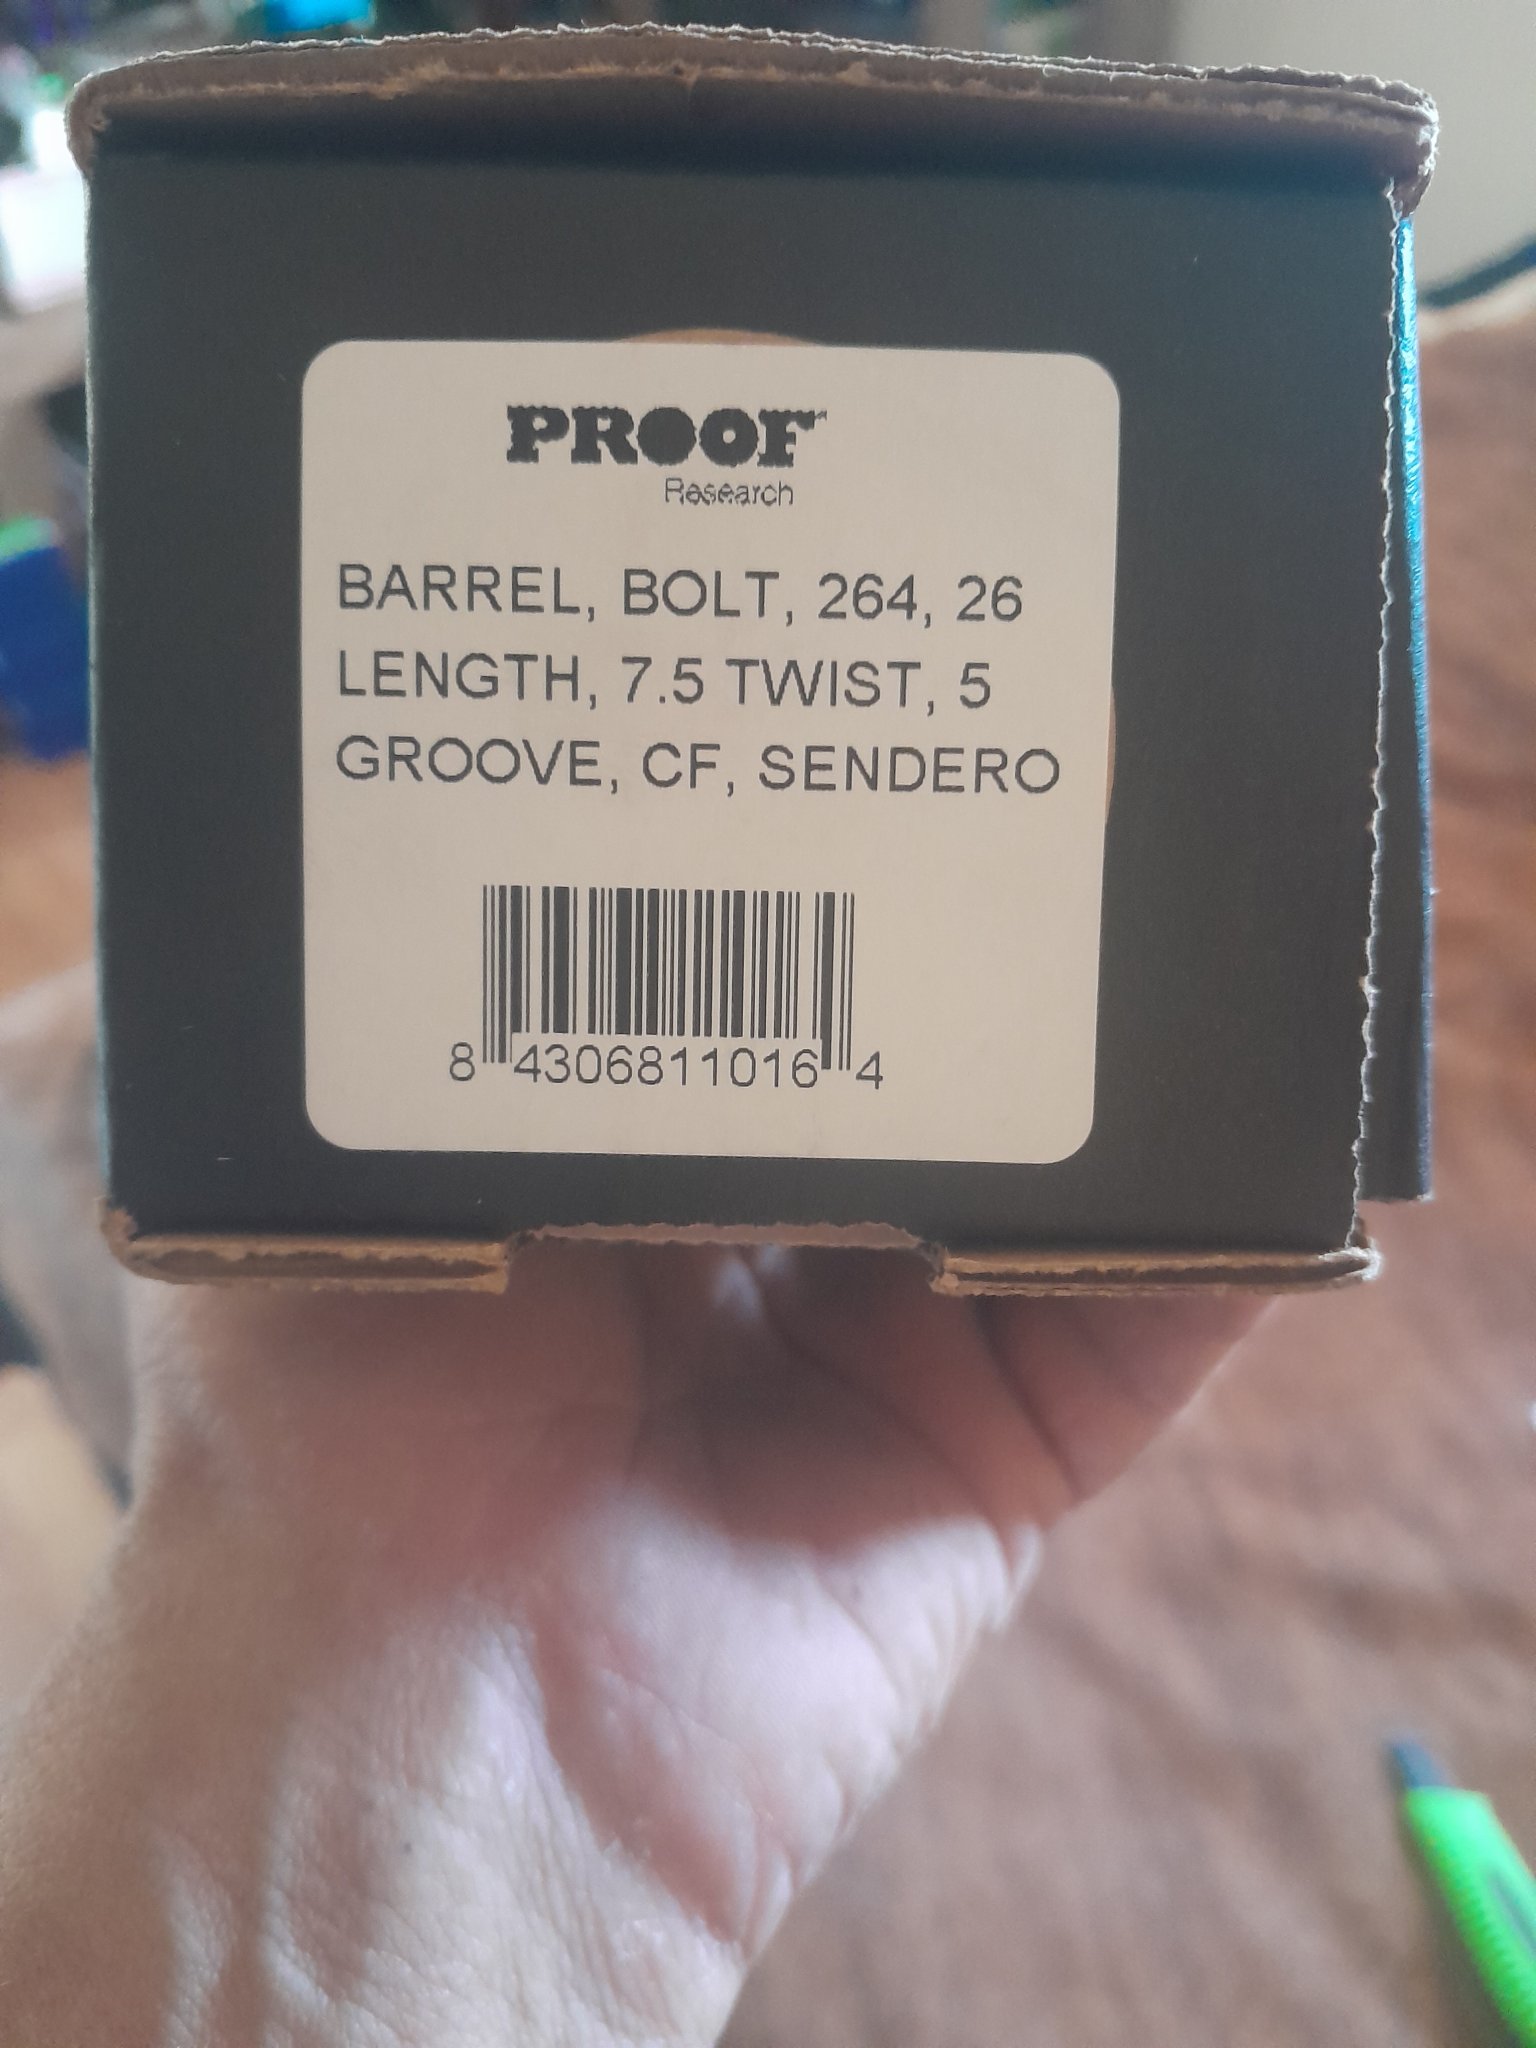 PROOF
Research
BARREL, BOLT, 264, 26
LENGTH, 7.5 TWIST, 5
GROOVE, CF, SENDERO
8 4306811016 4